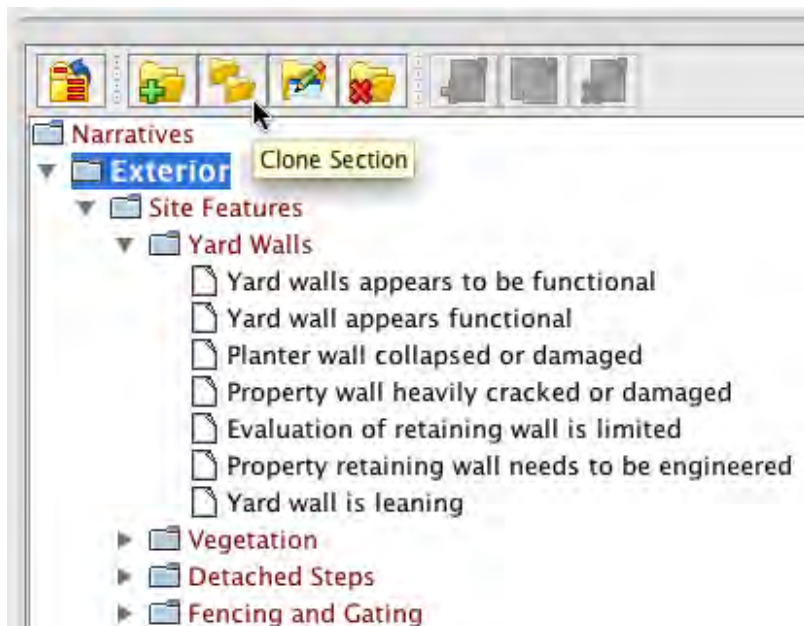 Narratives
Clone Section
Exterior
Site Features
Yard Walls
Yard walls appears to be functional
Yard wall appears functional
Planter wall collapsed or damaged
Property wall heavily cracked or damaged
Evaluation of retaining wall is limited
Property retaining wall needs to be engineered
Yard wall is leaning
Vegetation
Detached Steps
Fencing and Gating